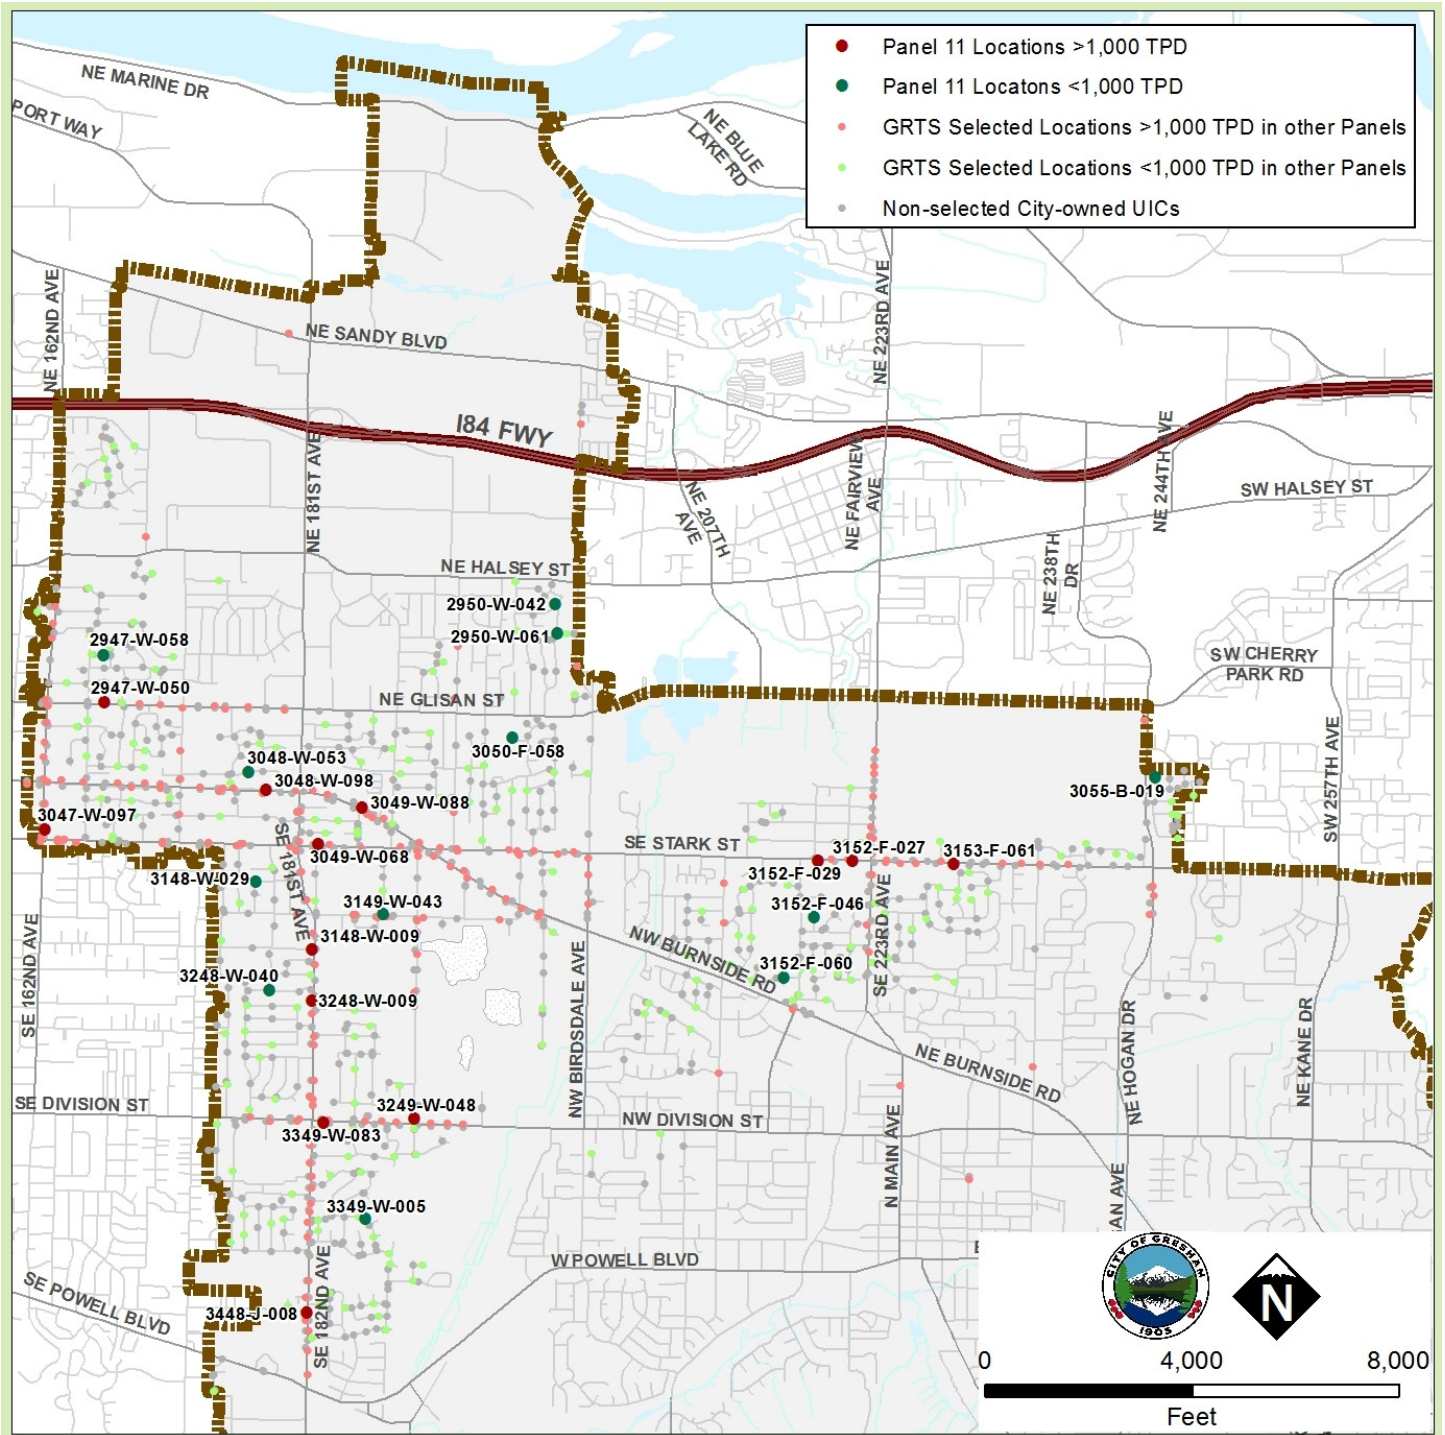 NE MARINE DR
PORT WAY
NE BLUE
LAKE RD
Panel 11 Locations >1,000 TPD
Panel 11 Locatons <1,000 TPD
GRTS Selected Locations >1,000 TPD in other Panels
GRTS Selected Locations <1,000 TPD in other Panels
Non-selected City-owned UICs
NE 162ND AVE
NE SANDY BLVD
NE 223RD AVE
I84 FWY
NE 181ST AVE
NE 207TH
AVE
NE FAIRVIEW
AVE
NE 244TH AVE
SW HALSEY ST
NE HALSEY ST
NE 238TH
DR
2950-W-042
2950-W-061
2947-W-058
2947-W-050
NE GLISAN ST
SW CHERRY
PARK RD
3050-F-058
3048-W-053
3048-W-098
3049-W-088
3047-W-097
3055-B-019
SW 257TH AVE
SE 181ST AVE
3049-W-068
SE STARK ST
3152-F-027
3153-F-061
3152-F-029
3148-W-029
3149-W-043
3152-F-046
3148-W-009
SE 162ND AVE
NW BURNSIDE RD
3152-F-060
SE 223RD AVE
3248-W-040
3248-W-009
NW BIRDSDALE AVE
NE BURNSIDE RD
NE HOGAN DR
NE KANE DR
SE DIVISION ST
3249-W-048
3349-W-083
NW DIVISION ST
N MAIN AVE
3349-W-005
AN AVE
W POWELL BLVD
SE POWELL BLVD
3448-J-008
SE 182ND AVE
CITY OF GRESHAM
1905
N
0
4,000
8,000
Feet